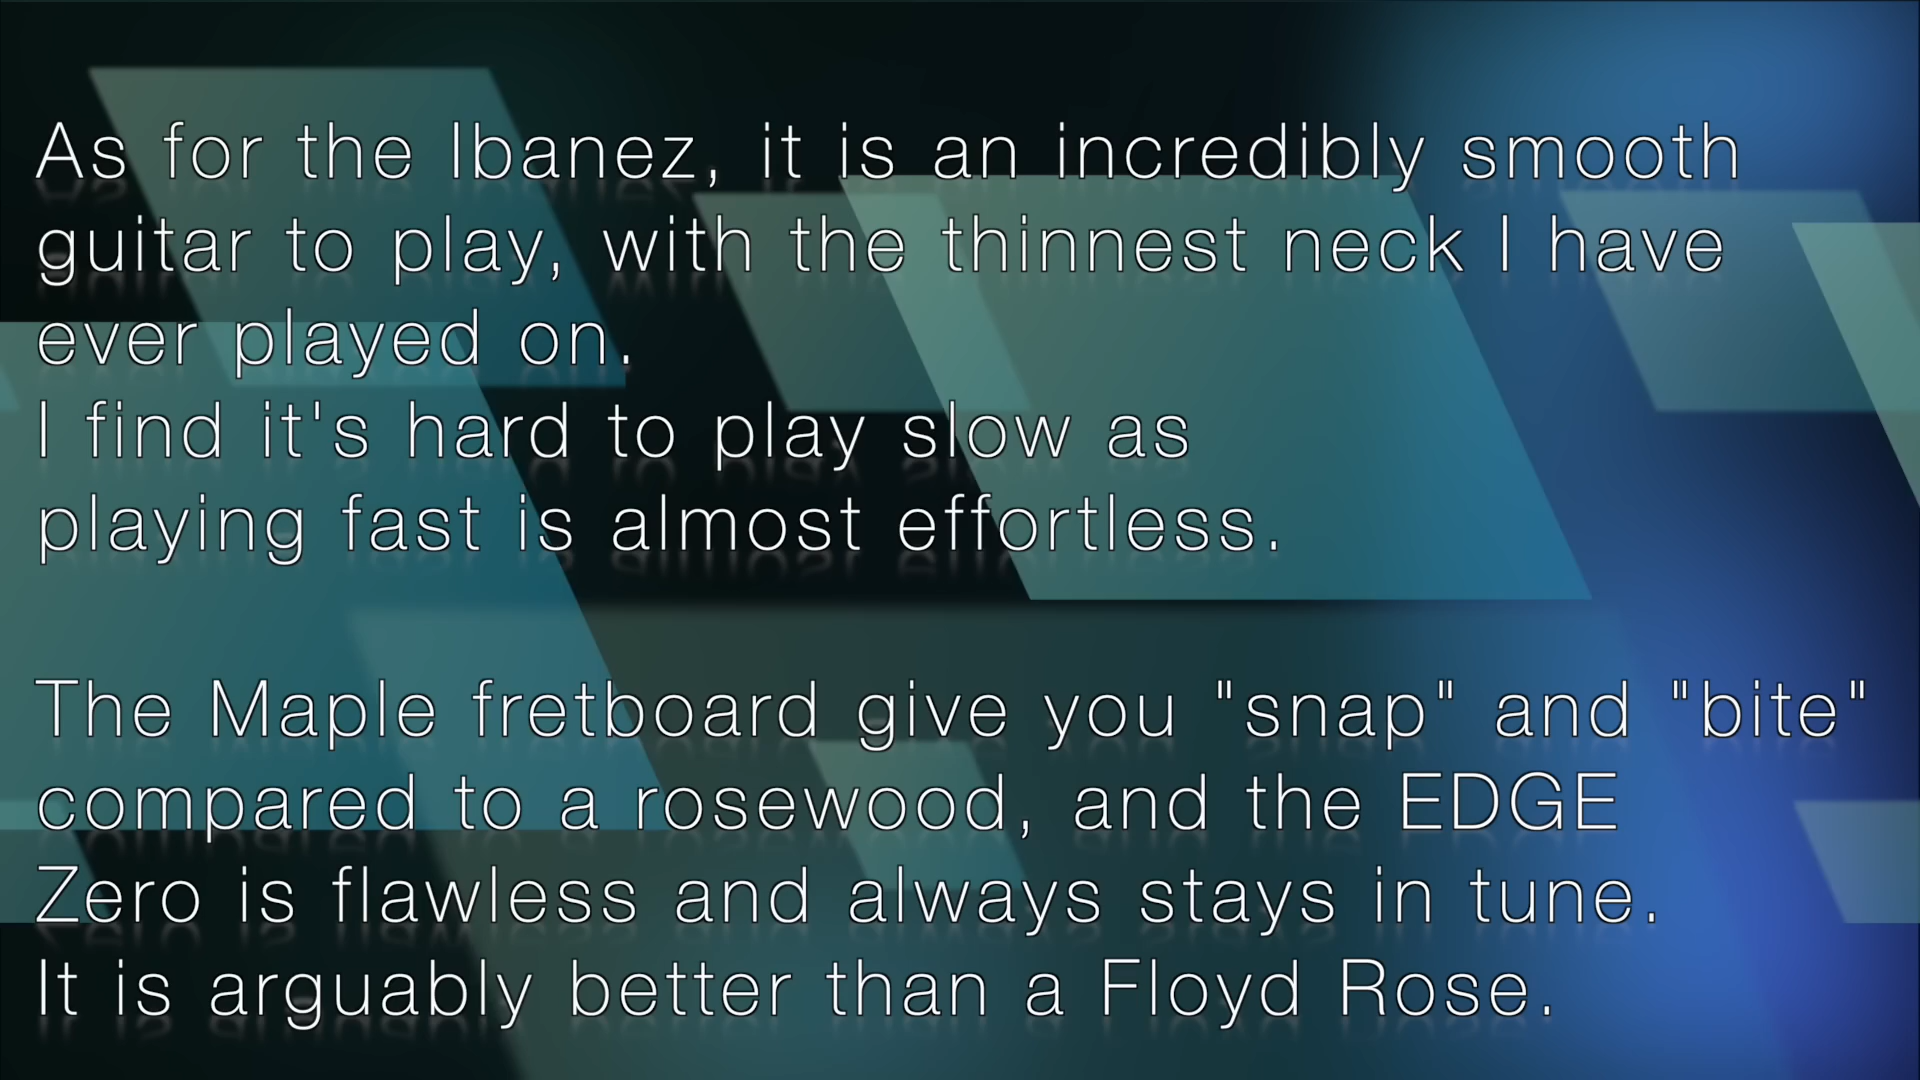 As for the Ibanez, it is an incredibly smooth
guitar to play, with the thinnest neck I have
ever played on.
I find it's hard to play slow as
playing fast is almost effortless.
The Maple fretboard give you "snap" and "bite"
compared to a rosewood, and the EDGE
Zero is flawless and always stays in tune.
It is arguably better than a Floyd Rose.